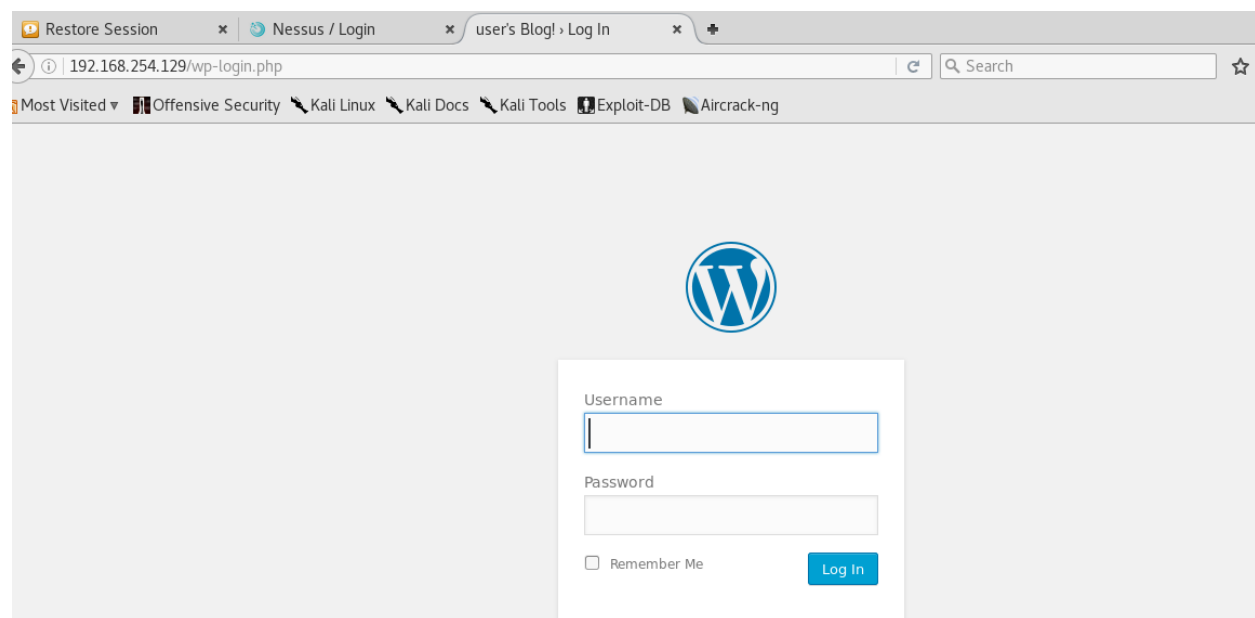 Restore Session × Nessus / Login × user's Blog! › Log In ×
192.168.254.129/wp-login.php Search
Most Visited Offensive Security Kali Linux Kali Docs Kali Tools Exploit-DB Aircrack-ng
Username
Password
Remember Me Log In